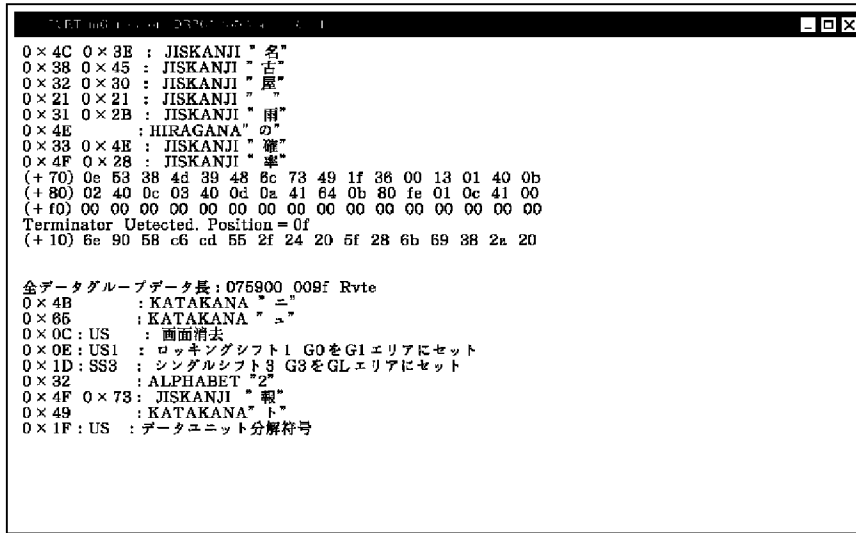 0×4C 0×3E : JISKANJI " 名"
0×38 0×45 : JISKANJI " 古"
0×32 0×30 : JISKANJI " 屋"
0×21 0×21 : JISKANJI " "
0×31 0×2B : JISKANJI " 雨"
0×4E :HIRAGANA" の"
0×33 0×4E : JISKANJI " 確"
0×4F 0×28 : JISKANJI " 率"
(+70) 0e 53 38 4d 39 48 6c 73 49 1f 36 00 13 01 40 0b
(+80) 02 40 0c 03 40 0d 0a 41 64 0b 80 fe 01 0c 41 00
(+f0) 00 00 00 00 00 00 00 00 00 00 00 00 00 00 00 00
Terminator Uetected. Position = 0f
(+10) 6e 90 58 c6 cd 55 2f 24 20 5f 28 6b 69 38 2a 20
全データグループデータ長:075900 009f Rvte
0×4B :KATAKANA " ニ"
0×65 :KATAKANA " ュ"
0×0C:US : 画面消去
0×0E:US1 : ロッキングシフト1 G0をG1エリアにセット
0×1D:SS3 : シングルシフト3 G3をGLエリアにセット
0×32 :ALPHABET "2"
0×4F 0×73: JISKANJI " 報"
0×49 :KATAKANA" ト"
0×1F:US :データユニット分解符号